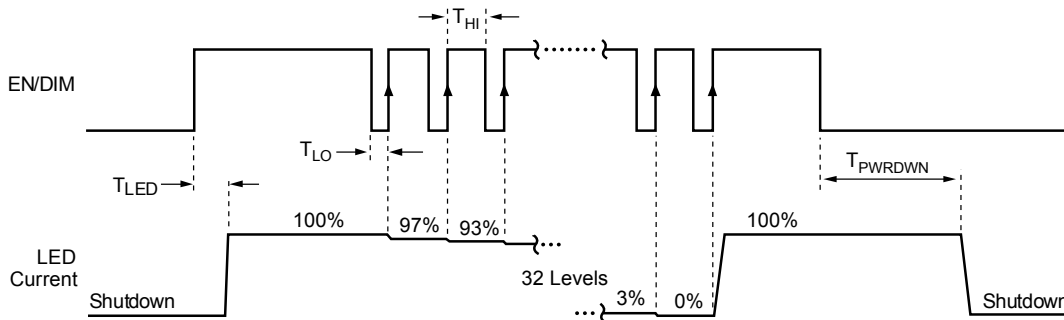 T_HI
EN/DIM
T_LO
T_PWRDWN
T_LED
100%
97%
93%
100%
LED
Current
32 Levels
3%
0%
Shutdown
Shutdown